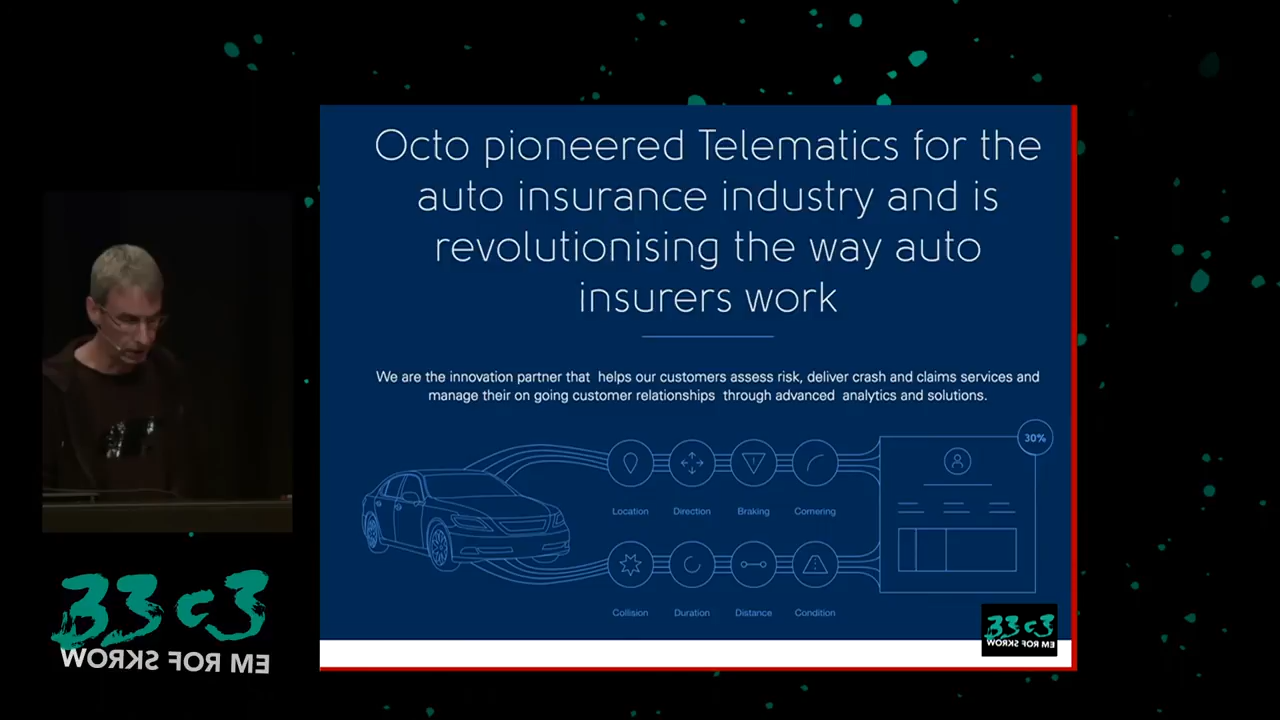 Octo pioneered Telematics for the
auto insurance industry and is
revolutionising the way auto
insurers work
We are the innovation partner that helps our customers assess risk, deliver crash and claims services and
manage their on going customer relationships through advanced analytics and solutions.
30%
Location Direction Braking Cornering
Collision Duration Distance Condition
33c3
WORKS FOR ME
33c3
WORKS FOR ME